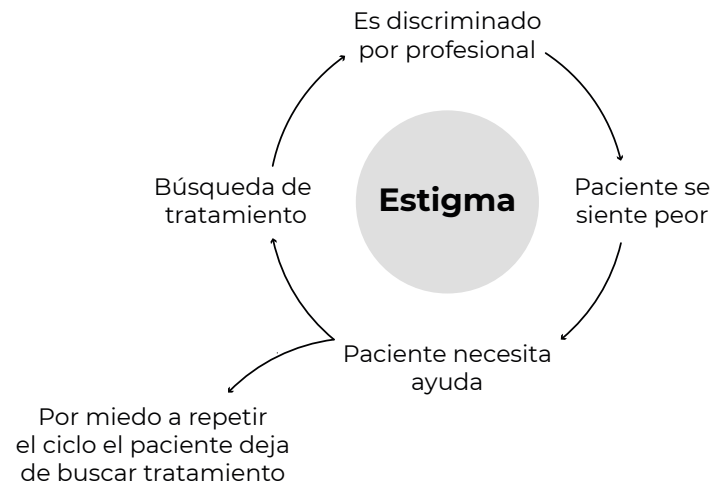 Es discriminado
por profesional
Búsqueda de
tratamiento
Estigma
Paciente se
siente peor
Paciente necesita
ayuda
Por miedo a repetir
el ciclo el paciente deja
de buscar tratamiento